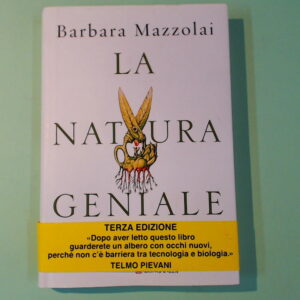 Barbara Mazzolai
LA
NATURA
GENIALE
TERZA EDIZIONE
«Dopo aver letto questo libro
guarderete un albero con occhi nuovi,
perché non c'è barriera tra tecnologia e biologia.»
TELMO PIEVANI